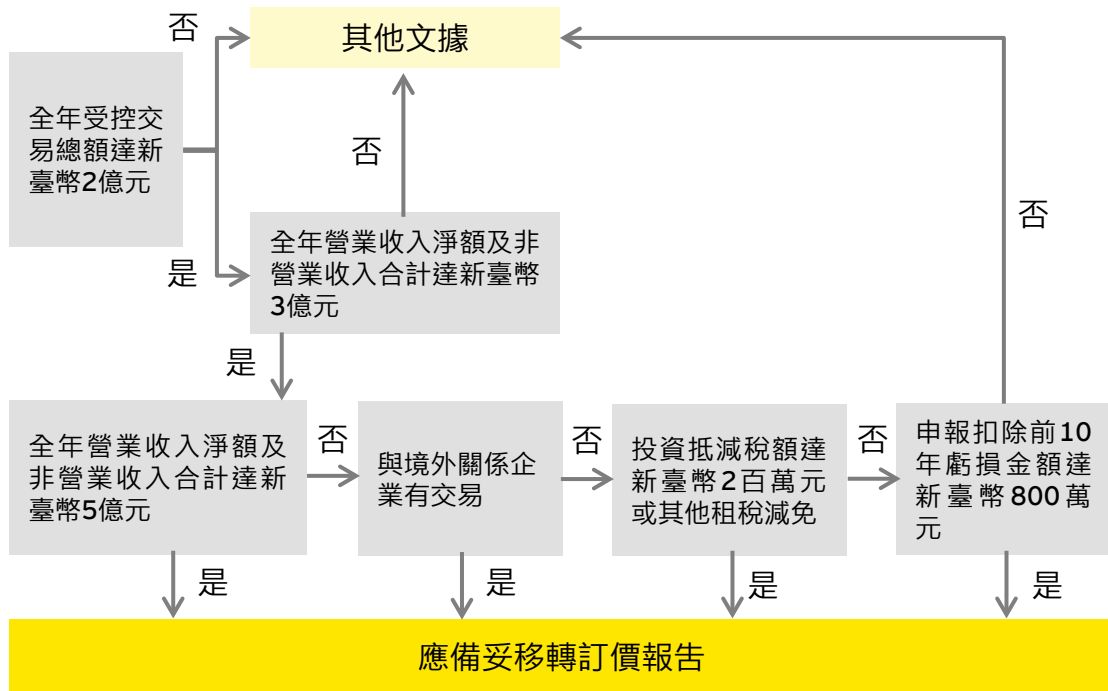 否
其他文據
全年受控交
易總額達新
臺幣2億元
否
否
是
全年營業收入淨額及非
營業收入合計達新臺幣
3億元
是
全年營業收入淨額及
非營業收入合計達新
臺幣5億元
否
與境外關係企
業有交易
否
投資抵減稅額達
新臺幣2百萬元
或其他租稅減免
否
申報扣除前10
年虧損金額達
新臺幣800萬
元
是
是
是
是
應備妥移轉訂價報告